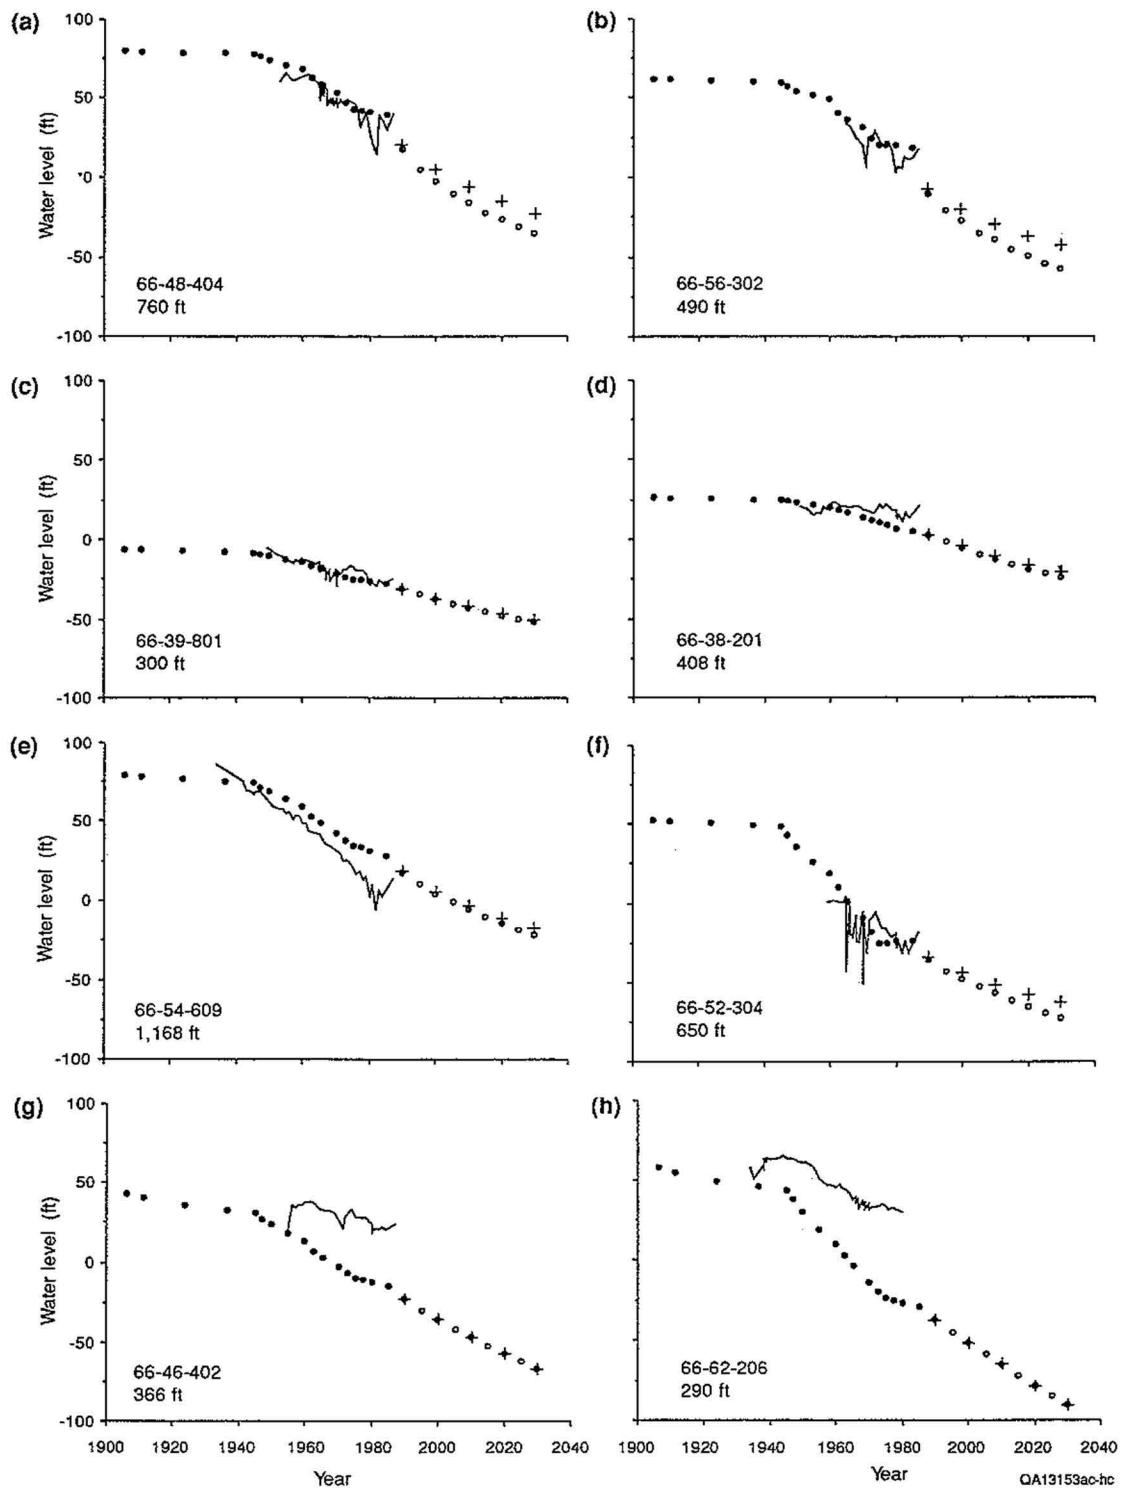 (a)
100
50
0
-50
-100
Water level (ft)
66-48-404
760 ft
(b)
66-56-302
490 ft
(c)
100
50
0
-50
-100
Water level (ft)
66-39-801
300 ft
(d)
66-38-201
408 ft
(e)
100
50
0
-50
-100
Water level (ft)
66-54-609
1,168 ft
(f)
66-52-304
650 ft
(g)
100
50
0
-50
-100
Water level (ft)
66-46-402
366 ft
1900 1920 1940 1960 1980 2000 2020 2040
Year
(h)
66-62-206
290 ft
1900 1920 1940 1960 1980 2000 2020 2040
Year
QA13153ac-hc